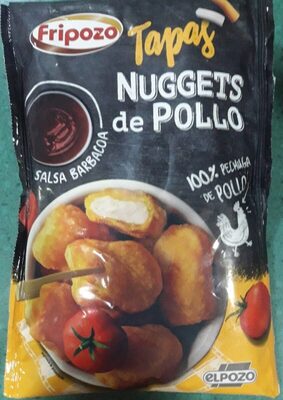 Fripozo
Tapas
NUGGETS
de POLLO
SALSA BARBACOA
100% PECHUGA
DE POLLO
ELPOZO